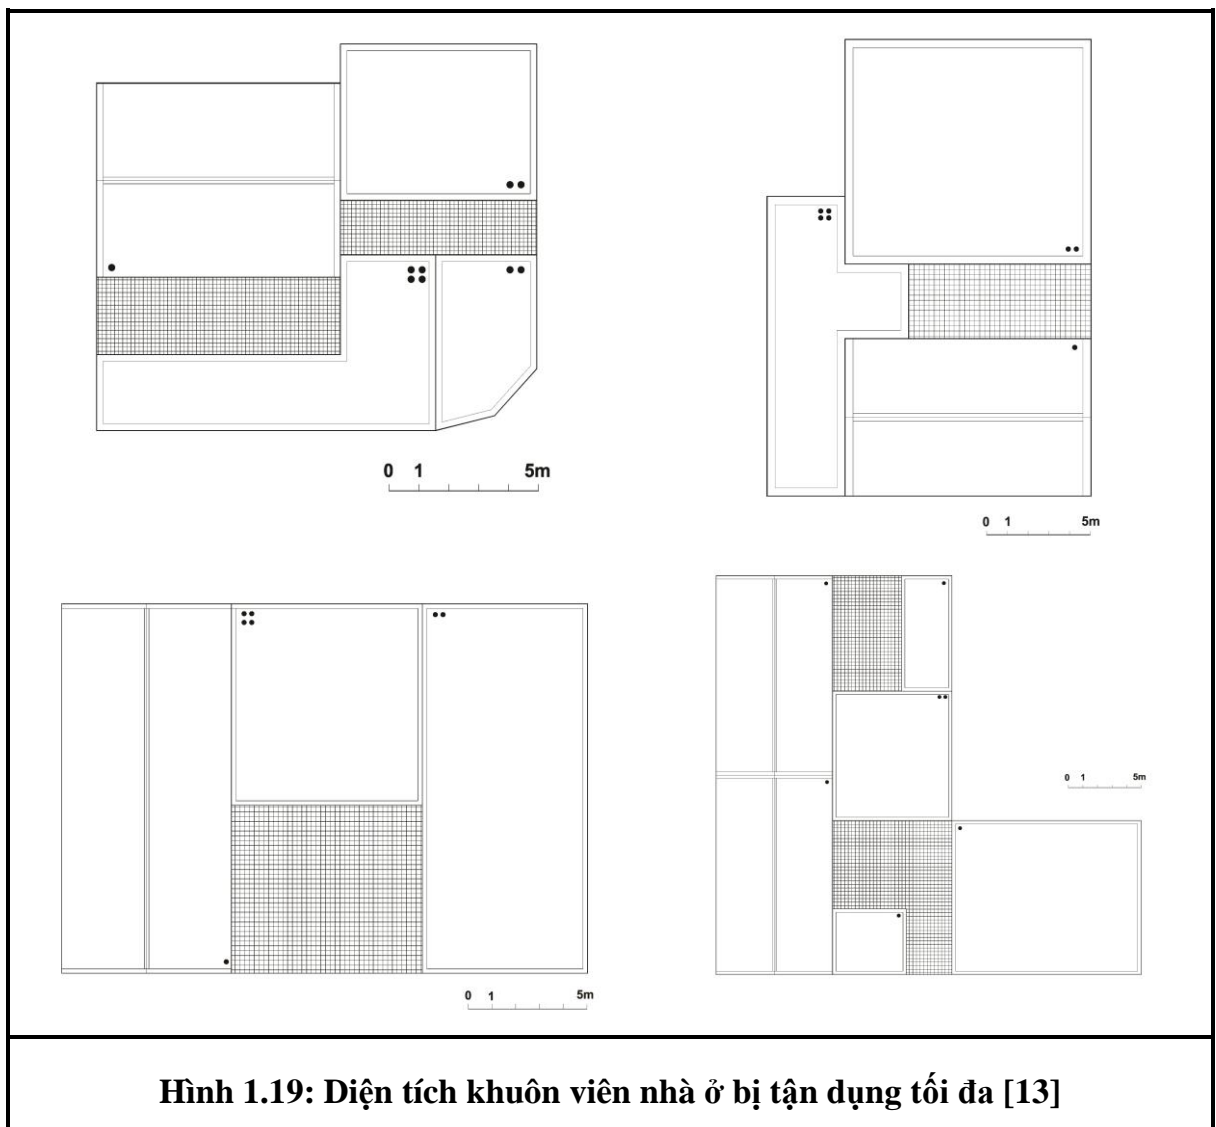 0 1 5m
0 1 5m
0 1 5m
0 1 5m
Hình 1.19: Diện tích khuôn viên nhà ở bị tận dụng tối đa [13]